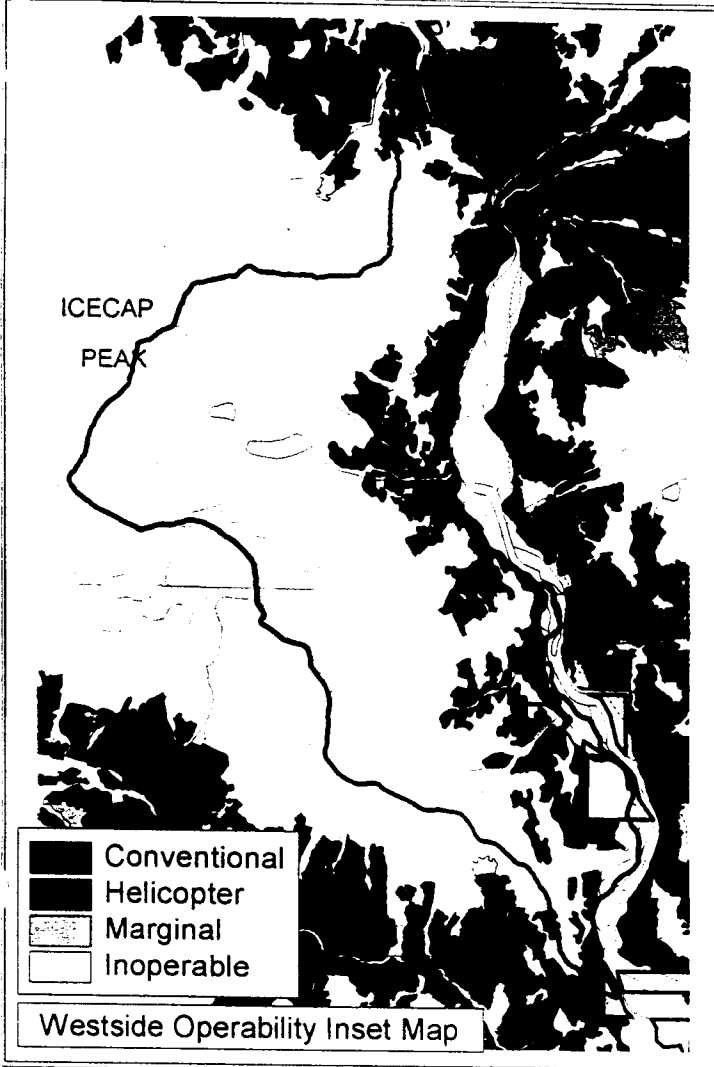 ICECAP
PEAK
Conventional
Helicopter
Marginal
Inoperable
Westside Operability Inset Map